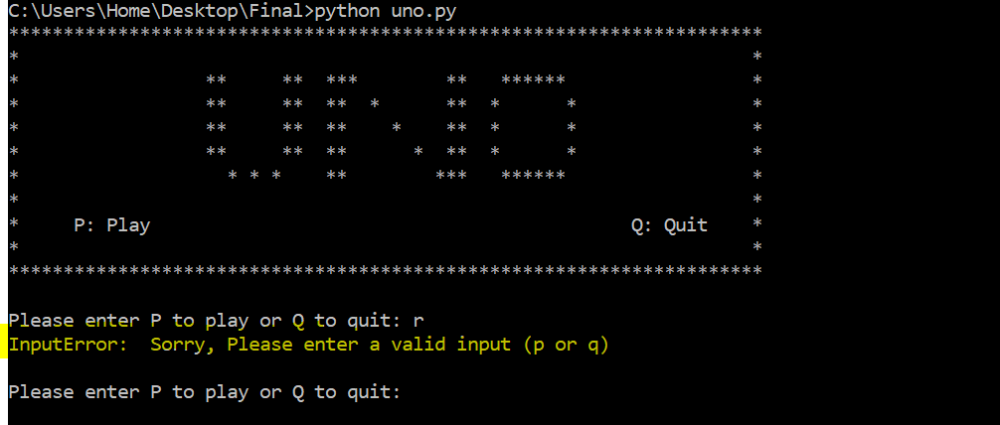 C:\Users\Home\Desktop\Final>python uno.py
*********************************************************************
*                                                                   *
*                 **     **  ***        **   ******                 *
*                 **     **  **  *      **  *      *                *
*                 **     **  **    *    **  *      *                *
*                 **     **  **      *  **  *      *                *
*                   * * *    **        ***   ******                 *
*                                                                   *
*     P: Play                                            Q: Quit    *
*                                                                   *
*********************************************************************
Please enter P to play or Q to quit: r
InputError:  Sorry, Please enter a valid input (p or q)
Please enter P to play or Q to quit: